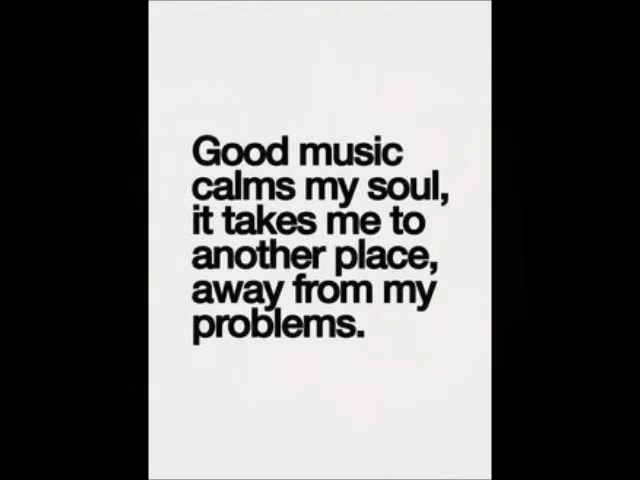 Good music
calms my soul,
it takes me to
another place,
away from my
problems.